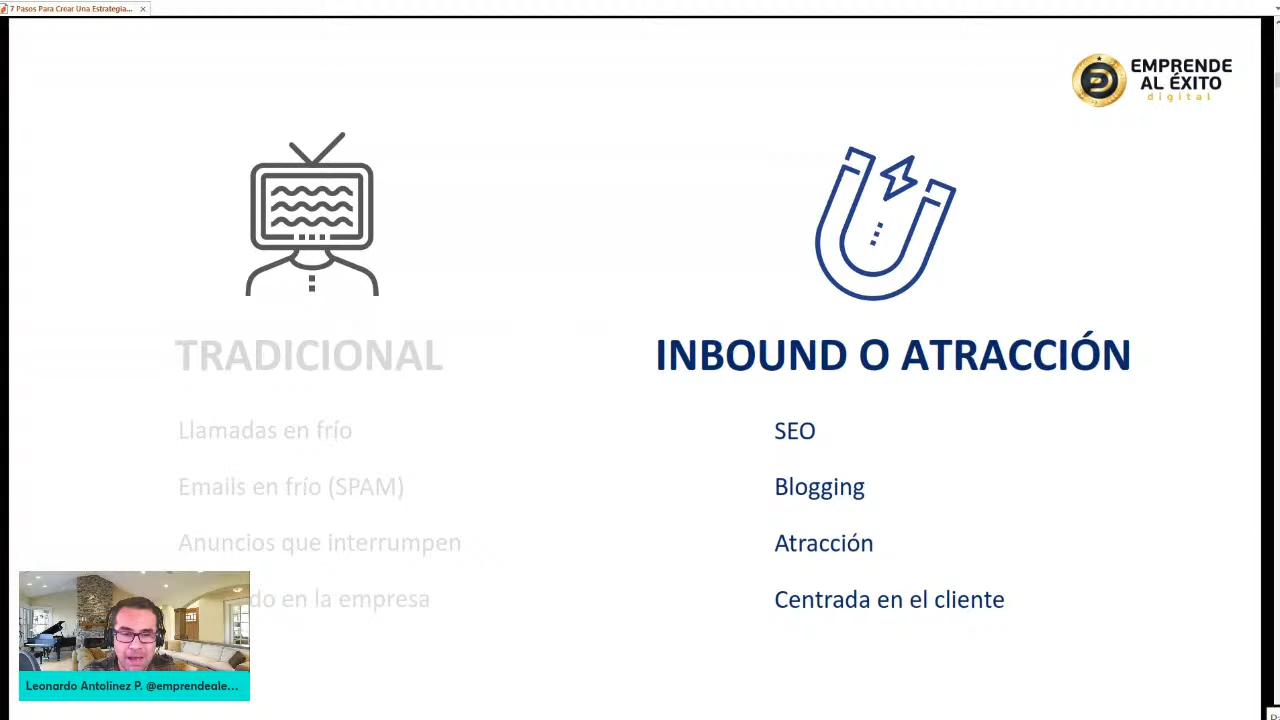 7 Pasos Para Crear Una Estrategia...
EMPRENDE
AL ÉXITO
digital
TRADICIONAL
Llamadas en frío
Emails en frío (SPAM)
Anuncios que interrumpen
en la empresa
INBOUND O ATRACCIÓN
SEO
Blogging
Atracción
Centrada en el cliente
Leonardo Antolinez P. @emprendeale...